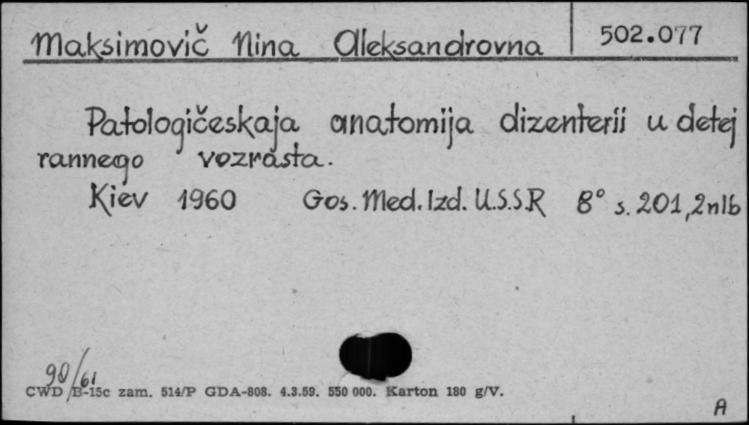 Maksimovič Nina Aleksandrovna
502.077
Patologičeskaja anatomija dizenterii u detej
rannego vozrasta.
Kiev 1960 Gos. Med. Izd. U.S.S.R 8° s. 201, 2nlb
90/61
CWD B-15c zam. 514/P GDA-808. 4.3.59. 550 000. Karton 180 g/V.
A